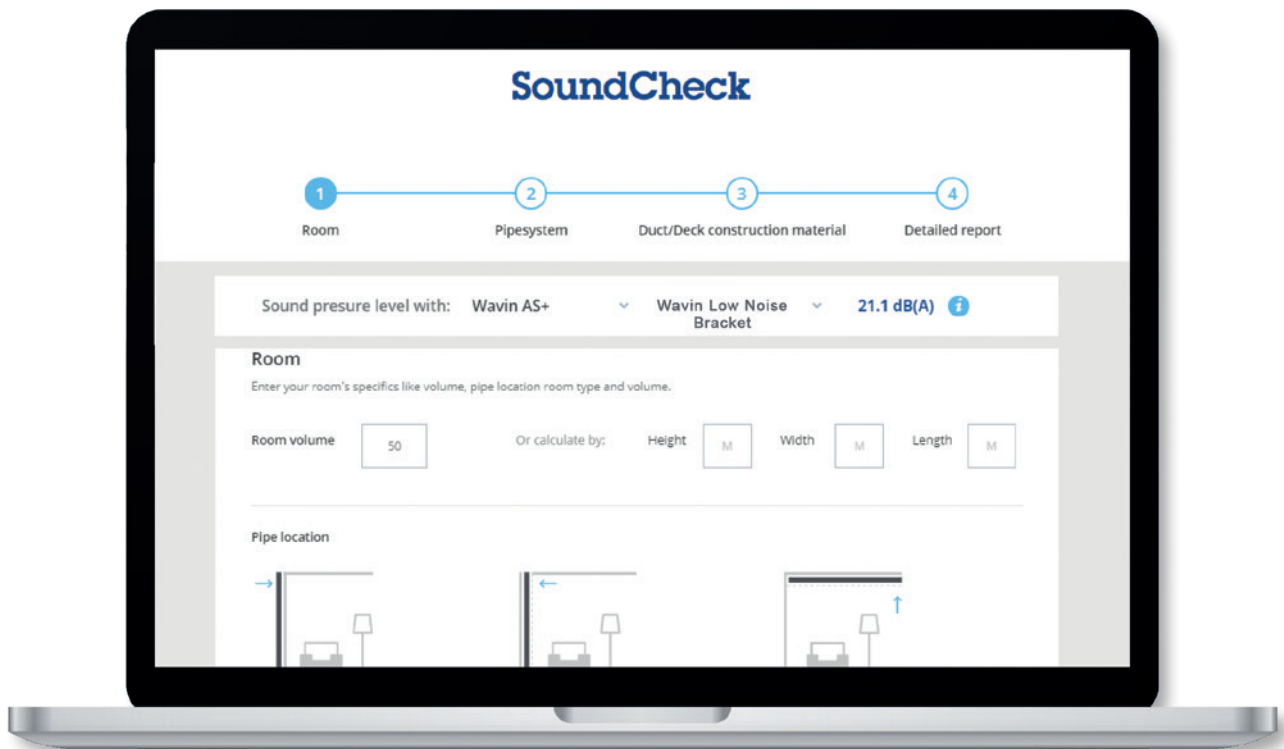 SoundCheck
1 2 3 4
Room Pipesystem Duct/Deck construction material Detailed report
Sound presure level with: Wavin AS+ Wavin Low Noise 21.1 dB(A) i
Bracket
Room
Enter your room's specifics like volume, pipe location room type and volume.
Room volume 50 Or calculate by: Height M Width M Length M
Pipe location